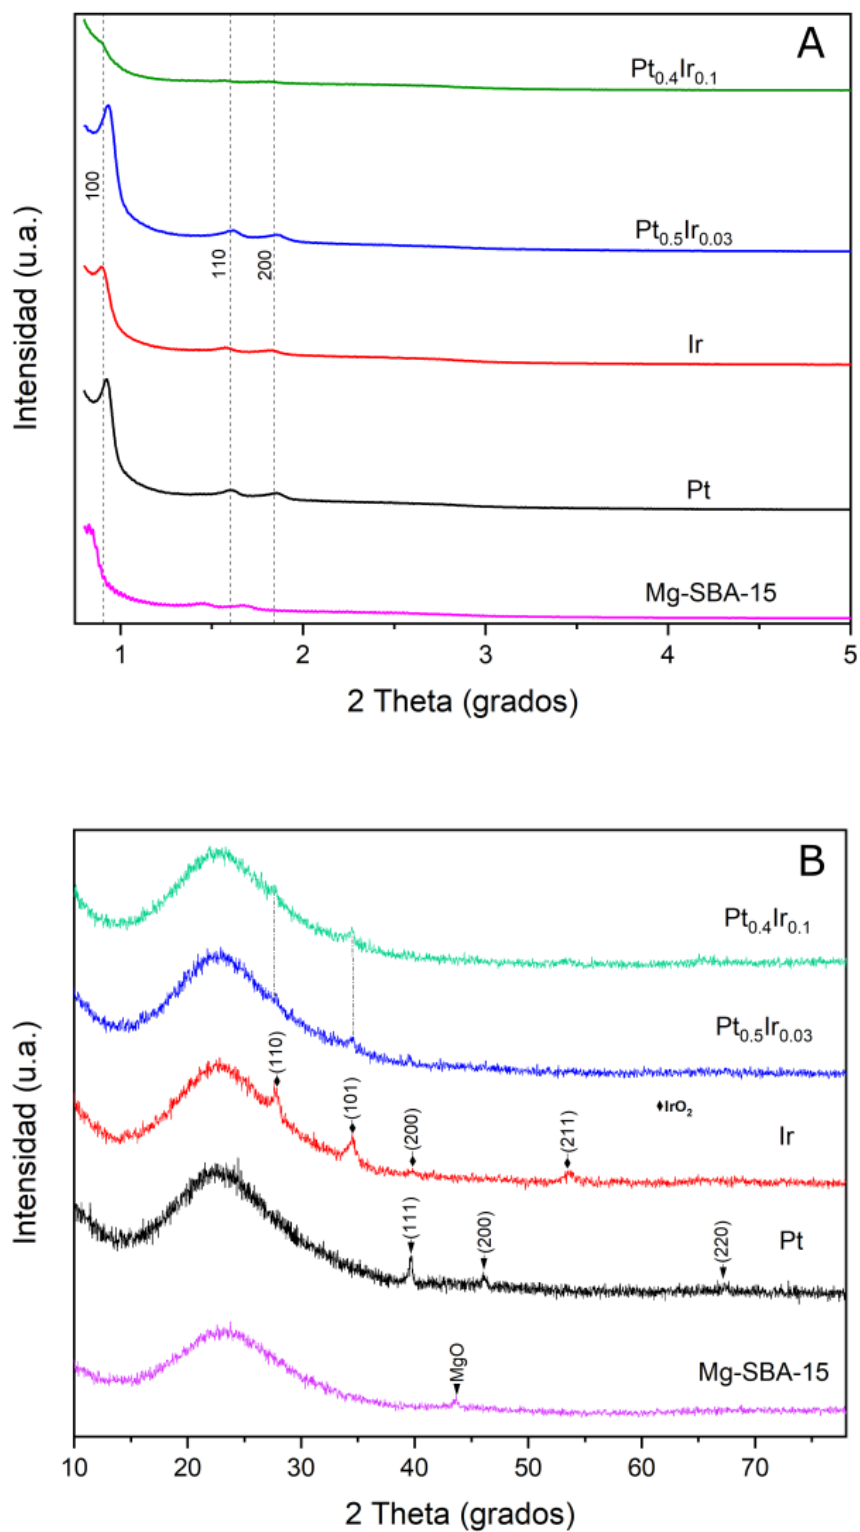 A
Pt0.4Ir0.1
100
Pt0.5Ir0.03
110
200
Ir
Pt
Mg-SBA-15
Intensidad (u.a.)
1 2 3 4 5
2 Theta (grados)
B
Pt0.4Ir0.1
Pt0.5Ir0.03
(110)
(101)
(200)
(211)
♦IrO2
Ir
(111)
(200)
(220)
Pt
MgO
Mg-SBA-15
Intensidad (u.a.)
10 20 30 40 50 60 70
2 Theta (grados)